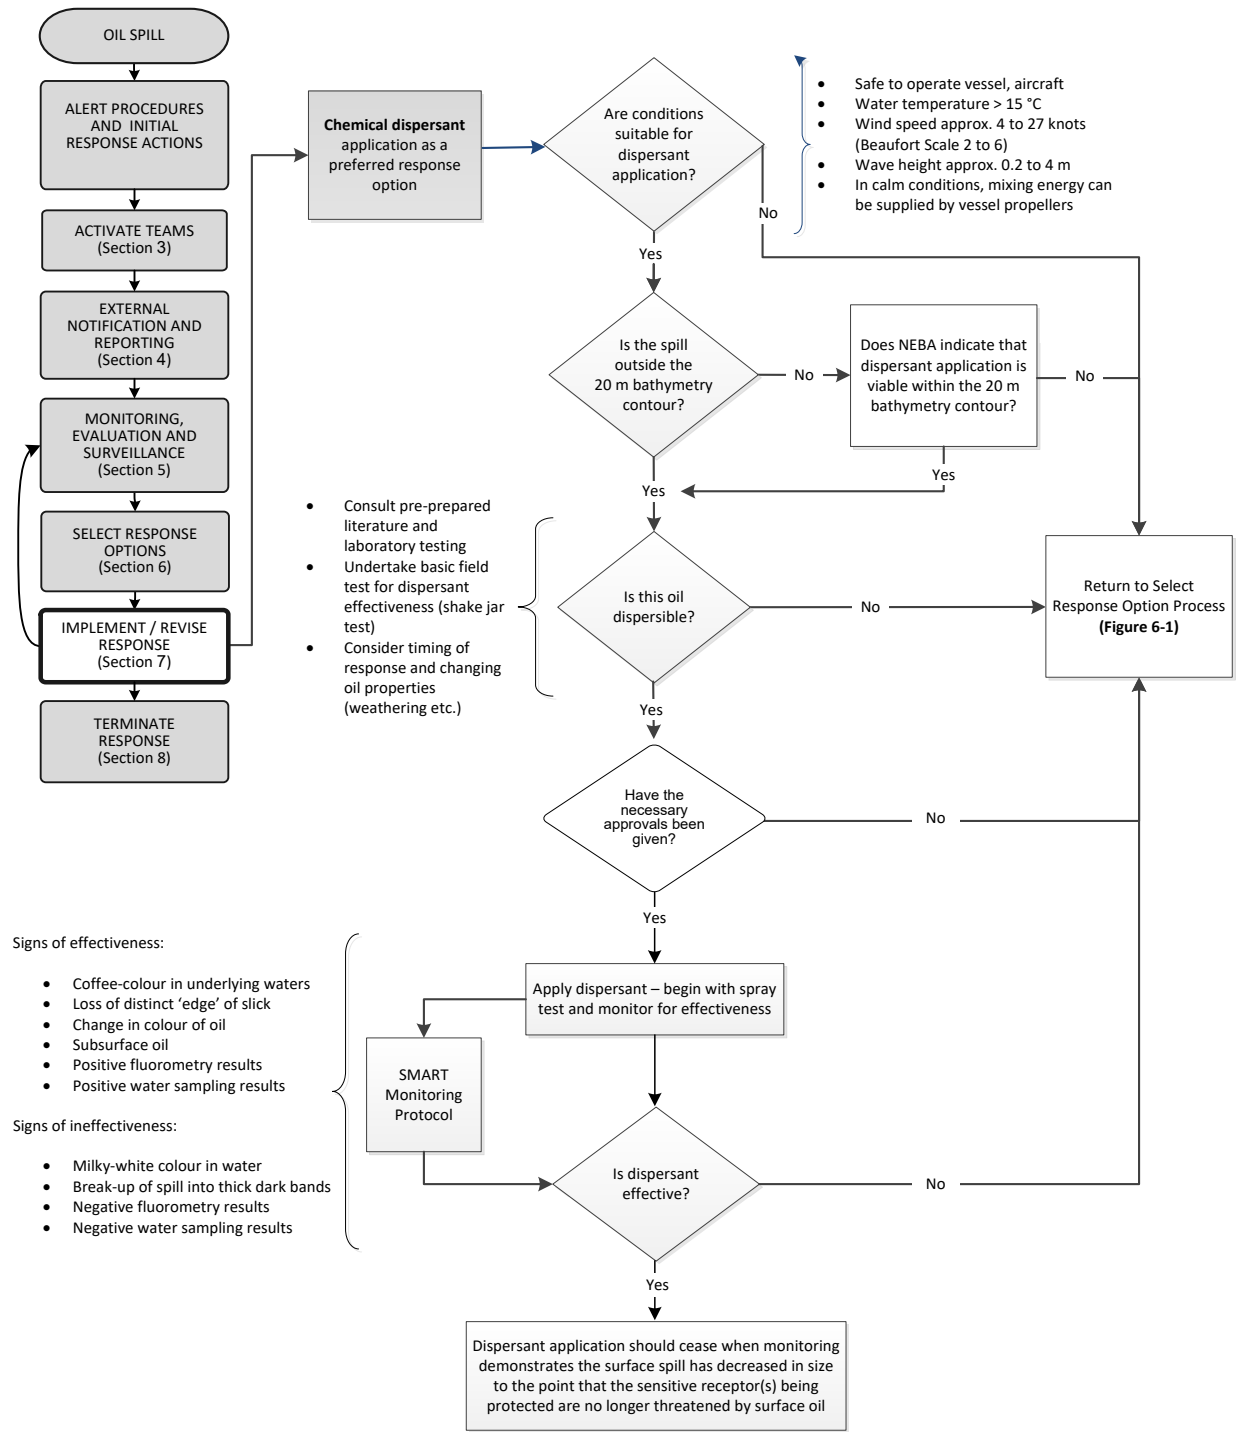 OIL SPILL
ALERT PROCEDURES
AND INITIAL
RESPONSE ACTIONS
ACTIVATE TEAMS
(Section 3)
EXTERNAL
NOTIFICATION AND
REPORTING
(Section 4)
MONITORING,
EVALUATION AND
SURVEILLANCE
(Section 5)
SELECT RESPONSE
OPTIONS
(Section 6)
IMPLEMENT / REVISE
RESPONSE
(Section 7)
TERMINATE
RESPONSE
(Section 8)
Chemical dispersant
application as a
preferred response
option
Are conditions
suitable for
dispersant
application?
• Safe to operate vessel, aircraft
• Water temperature > 15 °C
• Wind speed approx. 4 to 27 knots
(Beaufort Scale 2 to 6)
• Wave height approx. 0.2 to 4 m
• In calm conditions, mixing energy can
be supplied by vessel propellers
No
Yes
Is the spill
outside the
20 m bathymetry
contour?
No
Does NEBA indicate that
dispersant application is
viable within the 20 m
bathymetry contour?
No
Yes
Yes
• Consult pre-prepared
literature and
laboratory testing
• Undertake basic field
test for dispersant
effectiveness (shake jar
test)
• Consider timing of
response and changing
oil properties
(weathering etc.)
Is this oil
dispersible?
No
Return to Select
Response Option Process
(Figure 6-1)
Yes
Have the
necessary
approvals been
given?
No
Yes
Apply dispersant – begin with spray
test and monitor for effectiveness
SMART
Monitoring
Protocol
Signs of effectiveness:
• Coffee-colour in underlying waters
• Loss of distinct ‘edge’ of slick
• Change in colour of oil
• Subsurface oil
• Positive fluorometry results
• Positive water sampling results
Signs of ineffectiveness:
• Milky-white colour in water
• Break-up of spill into thick dark bands
• Negative fluorometry results
• Negative water sampling results
Is dispersant
effective?
No
Yes
Dispersant application should cease when monitoring
demonstrates the surface spill has decreased in size
to the point that the sensitive receptor(s) being
protected are no longer threatened by surface oil